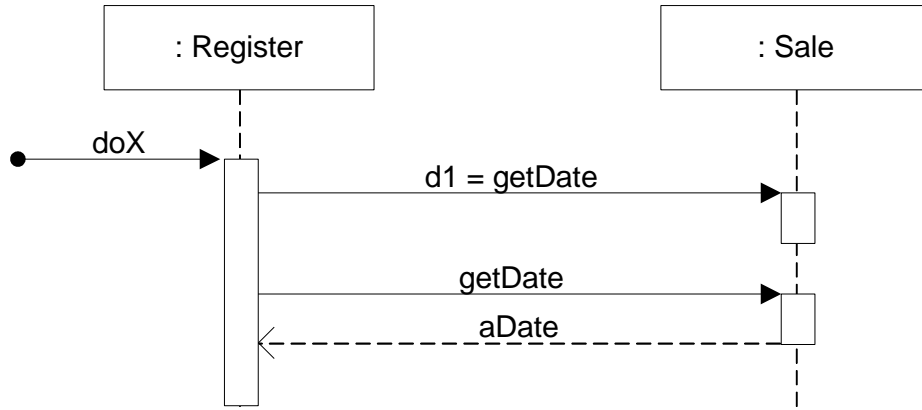 : Register
: Sale
doX
d1 = getDate
getDate
aDate